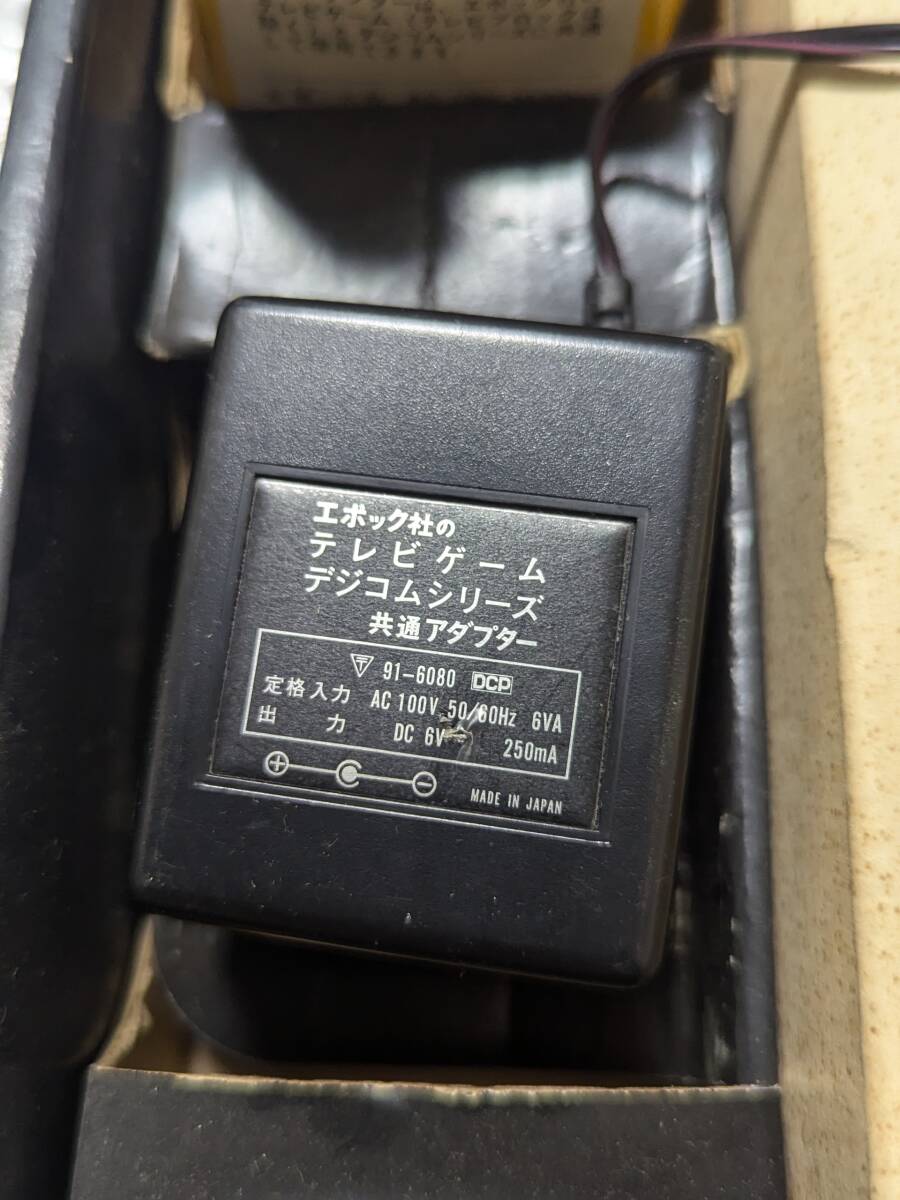 エポック社の
テレビゲーム
デジコムシリーズ
共通アダプター
〒 91-6080 DCP
定格入力 AC 100V 50/60Hz 6VA
出力 DC 6V 250mA
MADE IN JAPAN